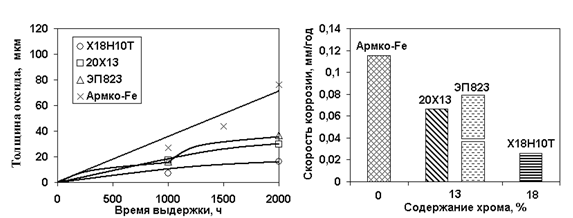 Толщина оксида, мкм
120
100
80
60
40
20
0
Х18Н10Т
20Х13
ЭП823
Армко-Fe
0 500 1000 1500 2000
Время выдержки, ч
Скорость коррозии, мм/год
0,14
0,12
0,1
0,08
0,06
0,04
0,02
0
Армко-Fe
20Х13
ЭП823
Х18Н10Т
0 13 18
Содержание хрома, %